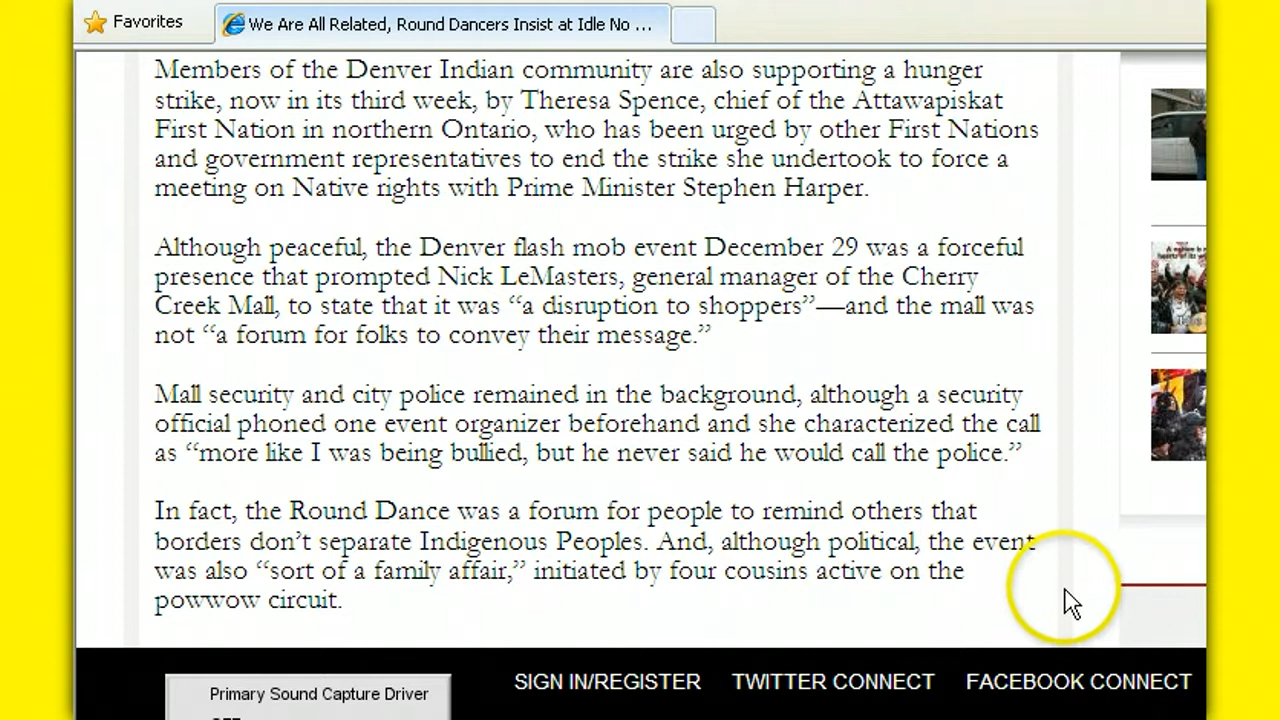 Favorites
We Are All Related, Round Dancers Insist at Idle No ...
Members of the Denver Indian community are also supporting a hunger
strike, now in its third week, by Theresa Spence, chief of the Attawapiskat
First Nation in northern Ontario, who has been urged by other First Nations
and government representatives to end the strike she undertook to force a
meeting on Native rights with Prime Minister Stephen Harper.
Although peaceful, the Denver flash mob event December 29 was a forceful
presence that prompted Nick LeMasters, general manager of the Cherry
Creek Mall, to state that it was “a disruption to shoppers”—and the mall was
not “a forum for folks to convey their message.”
Mall security and city police remained in the background, although a security
official phoned one event organizer beforehand and she characterized the call
as “more like I was being bullied, but he never said he would call the police.”
In fact, the Round Dance was a forum for people to remind others that
borders don’t separate Indigenous Peoples. And, although political, the event
was also “sort of a family affair,” initiated by four cousins active on the
powwow circuit.
SIGN IN/REGISTER TWITTER CONNECT FACEBOOK CONNECT
Primary Sound Capture Driver